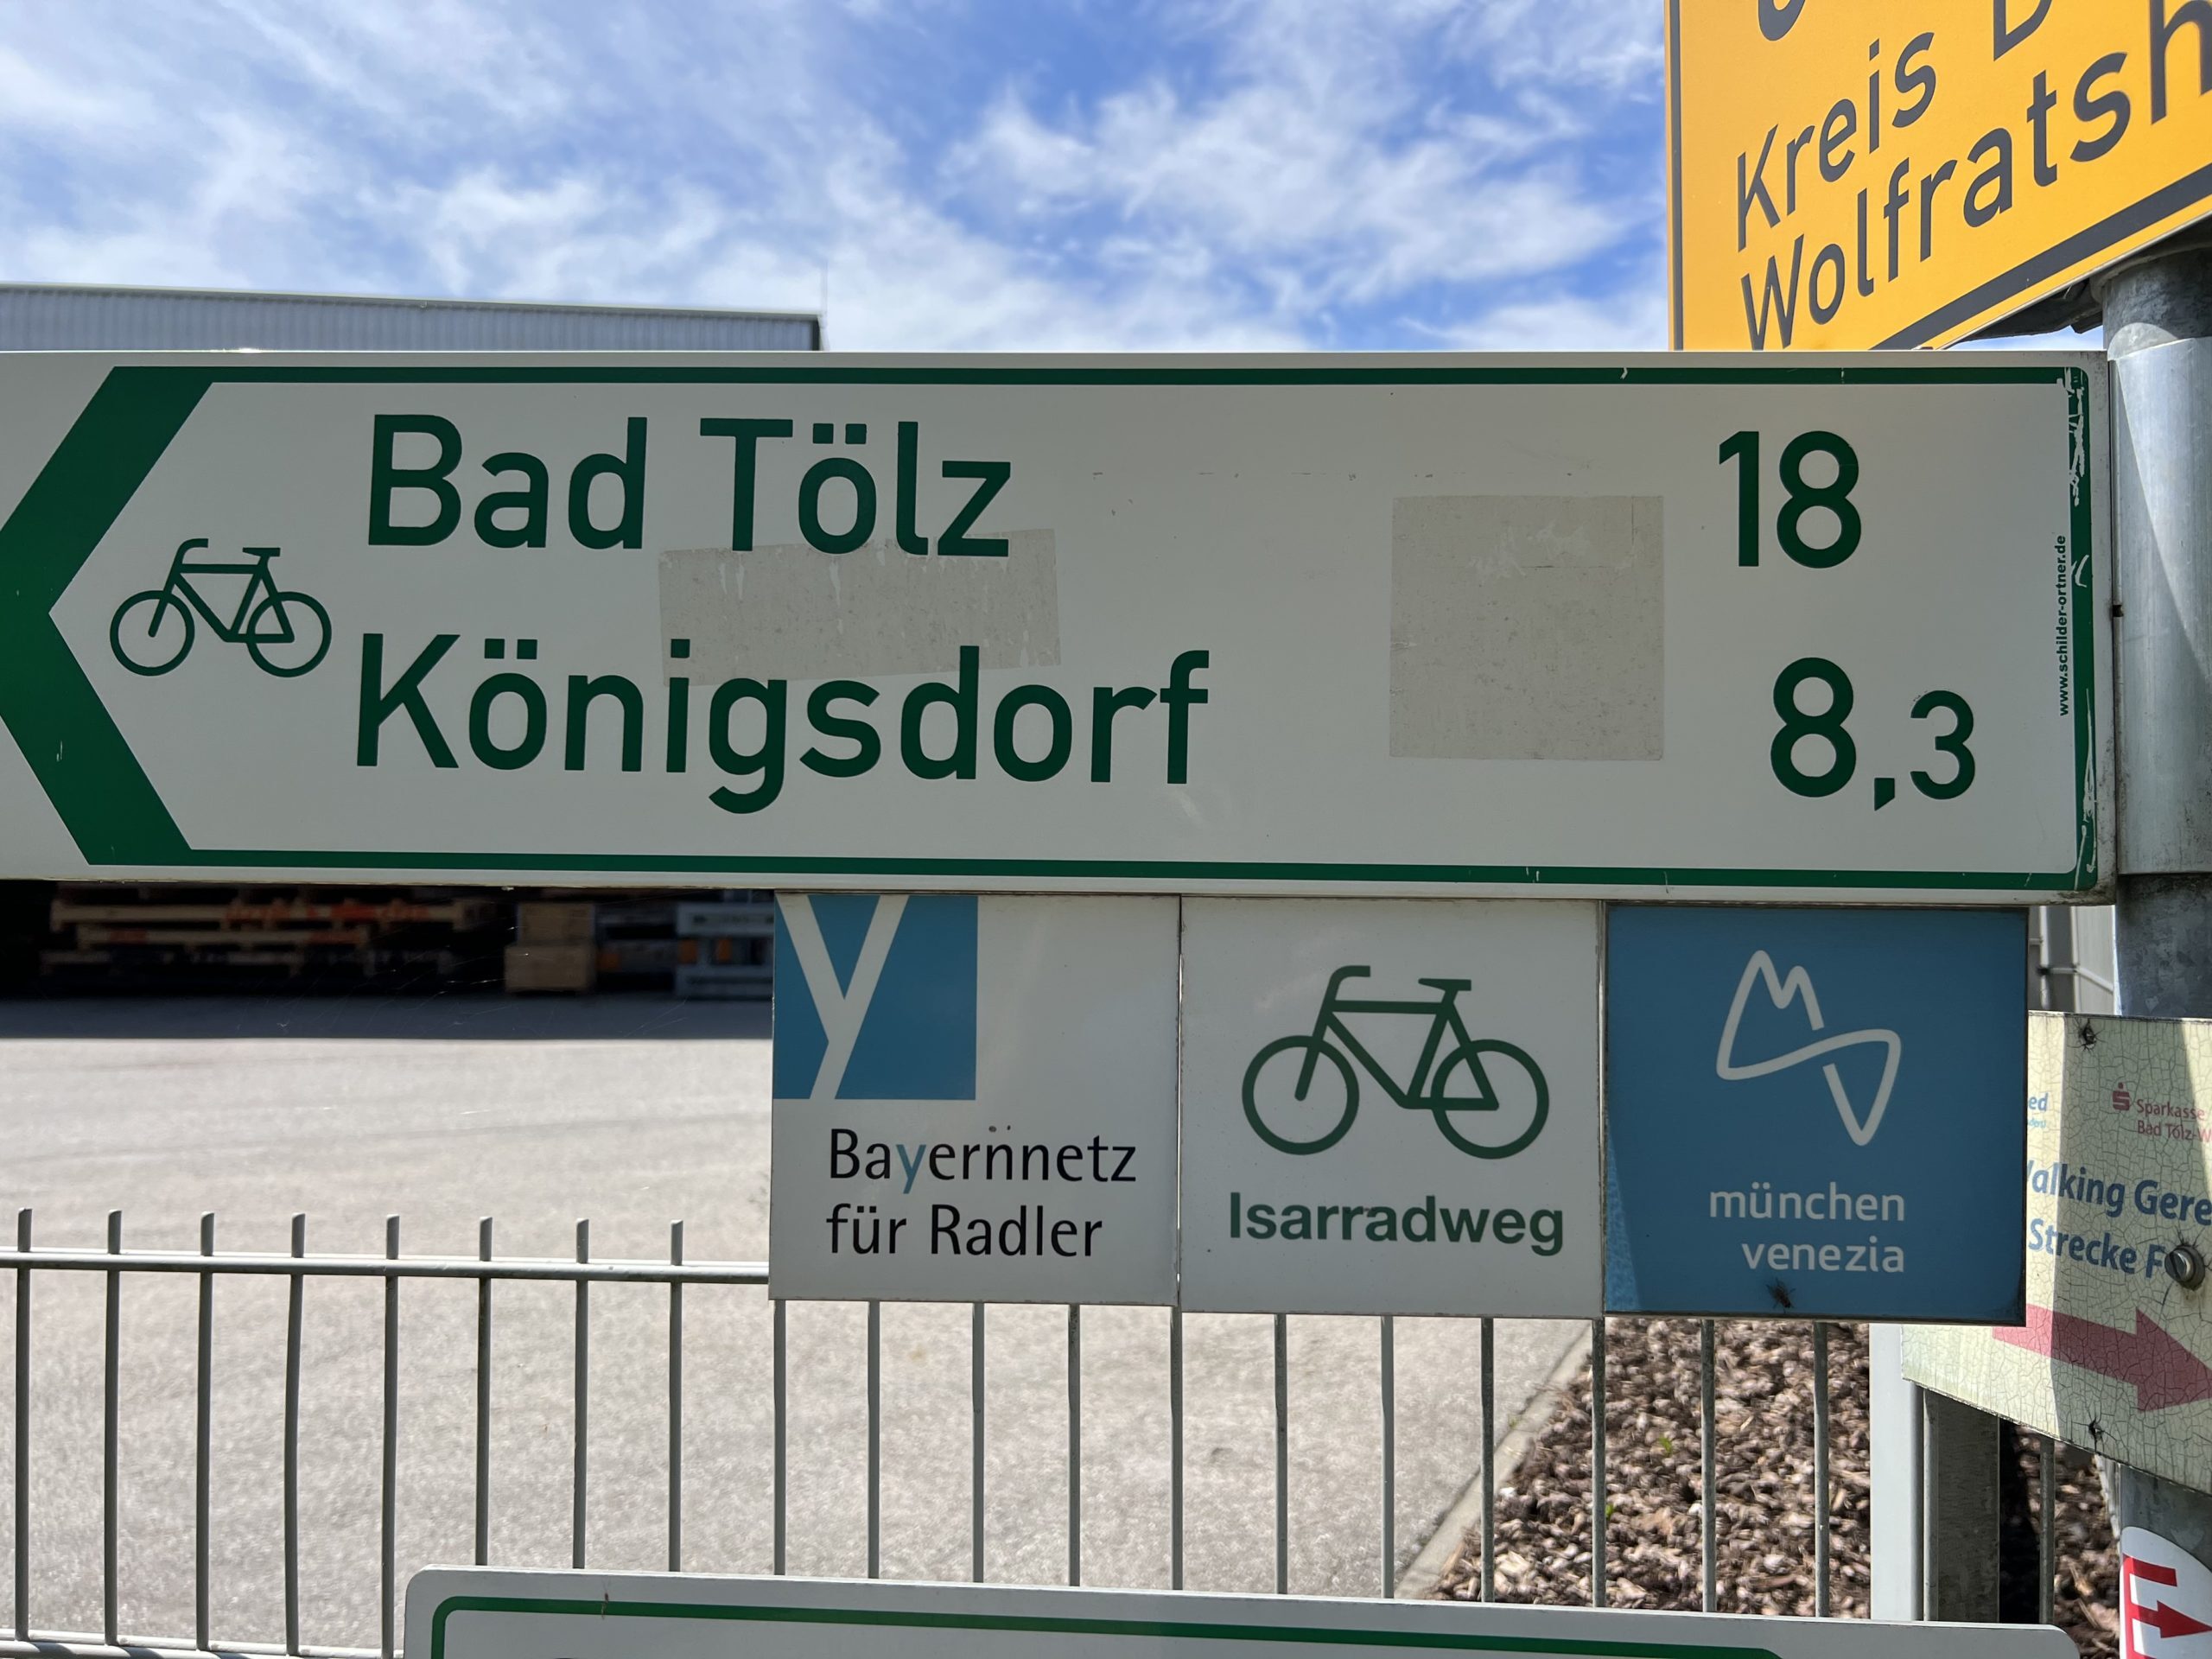 Kreis
Wolfratsh
Bad Tölz 18
Königsdorf 8,3
www.schilder-ortner.de
Bayernnetz
für Radler
Isarradweg
münchen
venezia
ed
Sparkasse
Bad Tölz-W
alking Gere
Strecke F